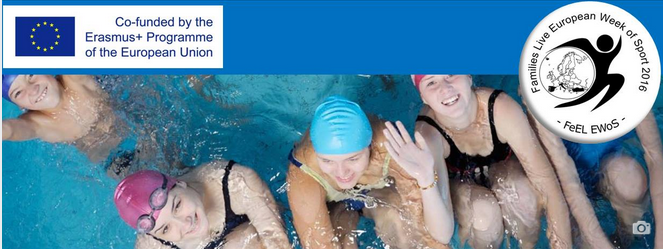 Co-funded by the
Erasmus+ Programme
of the European Union
Families Live European Week of Sport 2016
- FeEL EWoS -